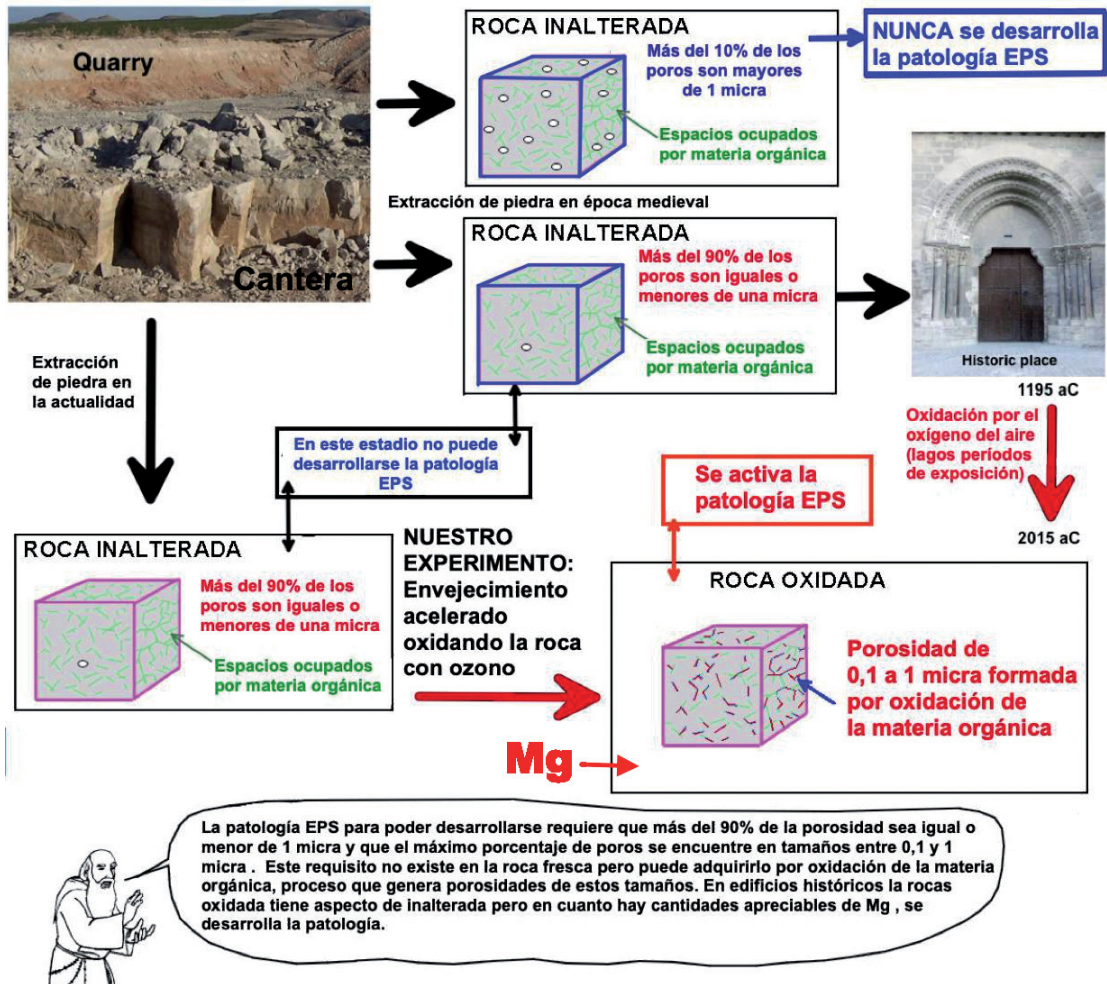 Quarry
Cantera
ROCA INALTERADA
Más del 10% de los
poros son mayores
de 1 micra
Espacios ocupados
por materia orgánica
NUNCA se desarrolla
la patología EPS
Extracción de piedra en época medieval
ROCA INALTERADA
Más del 90% de los
poros son iguales o
menores de una micra
Espacios ocupados
por materia orgánica
Historic place
1195 aC
Oxidación por el
oxígeno del aire
(lagos períodos
de exposición)
2015 aC
Extracción
de piedra en
la actualidad
En este estadio no puede
desarrollarse la patología
EPS
Se activa la
patología EPS
ROCA INALTERADA
Más del 90% de los
poros son iguales o
menores de una micra
Espacios ocupados
por materia orgánica
NUESTRO
EXPERIMENTO:
Envejecimiento
acelerado
oxidando la roca
con ozono
Mg
ROCA OXIDADA
Porosidad de
0,1 a 1 micra formada
por oxidación de
la materia orgánica
La patología EPS para poder desarrollarse requiere que más del 90% de la porosidad sea igual o
menor de 1 micra y que el máximo porcentaje de poros se encuentre en tamaños entre 0,1 y 1
micra . Este requisito no existe en la roca fresca pero puede adquirirlo por oxidación de la materia
orgánica, proceso que genera porosidades de estos tamaños. En edificios históricos la rocas
oxidada tiene aspecto de inalterada pero en cuanto hay cantidades apreciables de Mg , se
desarrolla la patología.